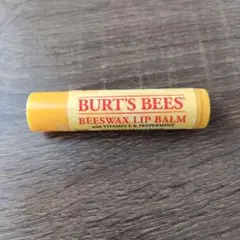 BURT'S BEES
BEESWAX LIP BALM
with VITAMIN E & PEPPERMINT